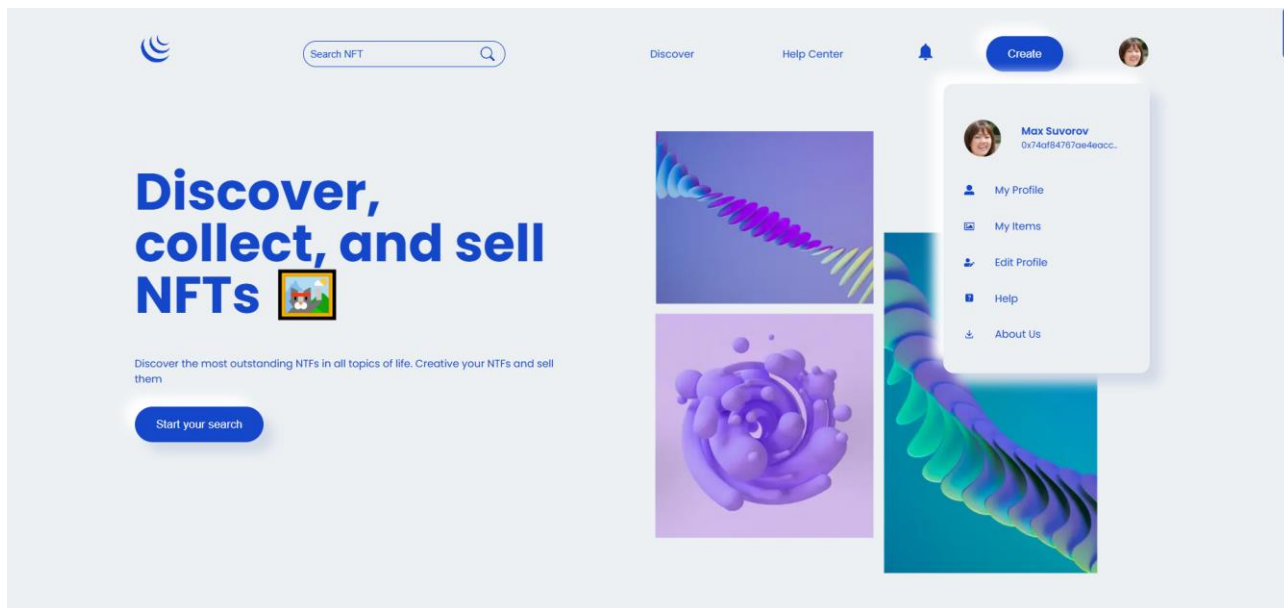 Search NFT
Discover
Help Center
Create
Max Suvorov
0x74af84767ae4eacc..
My Profile
My Items
Edit Profile
Help
About Us
Discover,
collect, and sell
NFTs
Discover the most outstanding NTFs in all topics of life. Creative your NTFs and sell
them
Start your search